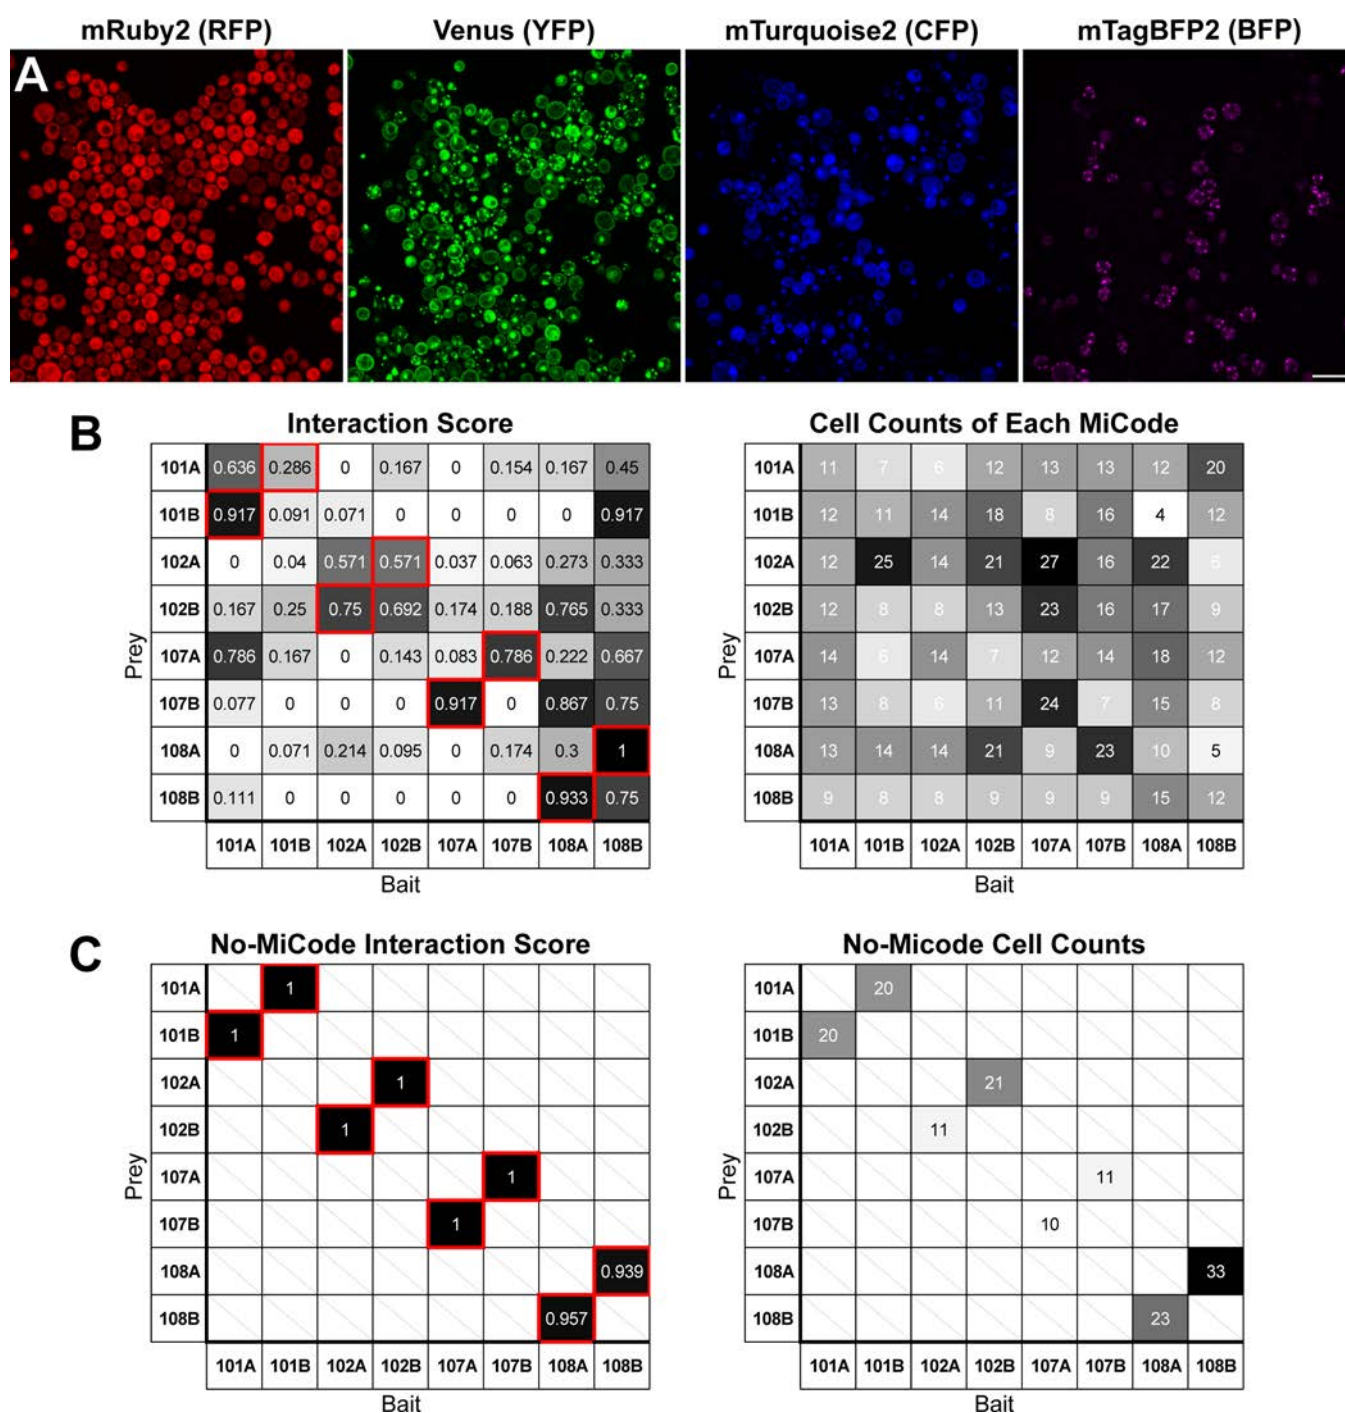 mRuby2 (RFP) Venus (YFP) mTurquoise2 (CFP) mTagBFP2 (BFP)
A
B
Interaction Score
101A 0.636 0.286 0 0.167 0 0.154 0.167 0.45
101B 0.917 0.091 0.071 0 0 0 0 0.917
102A 0 0.04 0.571 0.571 0.037 0.063 0.273 0.333
102B 0.167 0.25 0.75 0.692 0.174 0.188 0.765 0.333
107A 0.786 0.167 0 0.143 0.083 0.786 0.222 0.667
107B 0.077 0 0 0 0.917 0 0.867 0.75
108A 0 0.071 0.214 0.095 0 0.174 0.3 1
108B 0.111 0 0 0 0 0 0.933 0.75
101A 101B 102A 102B 107A 107B 108A 108B
Prey
Bait
Cell Counts of Each MiCode
101A 11 7 6 12 13 13 12 20
101B 12 11 14 18 8 16 4 12
102A 12 25 14 21 27 16 22 6
102B 12 8 8 13 23 16 17 9
107A 14 6 14 7 12 14 18 12
107B 13 8 6 11 24 7 15 8
108A 13 14 14 21 9 23 10 5
108B 9 8 8 9 9 9 15 12
101A 101B 102A 102B 107A 107B 108A 108B
Prey
Bait
C
No-MiCode Interaction Score
101A 1
101B 1
102A 1
102B 1
107A 1
107B 1
108A 0.939
108B 0.957
101A 101B 102A 102B 107A 107B 108A 108B
Prey
Bait
No-Micode Cell Counts
101A 20
101B 20
102A 21
102B 11
107A 11
107B 10
108A 33
108B 23
101A 101B 102A 102B 107A 107B 108A 108B
Prey
Bait